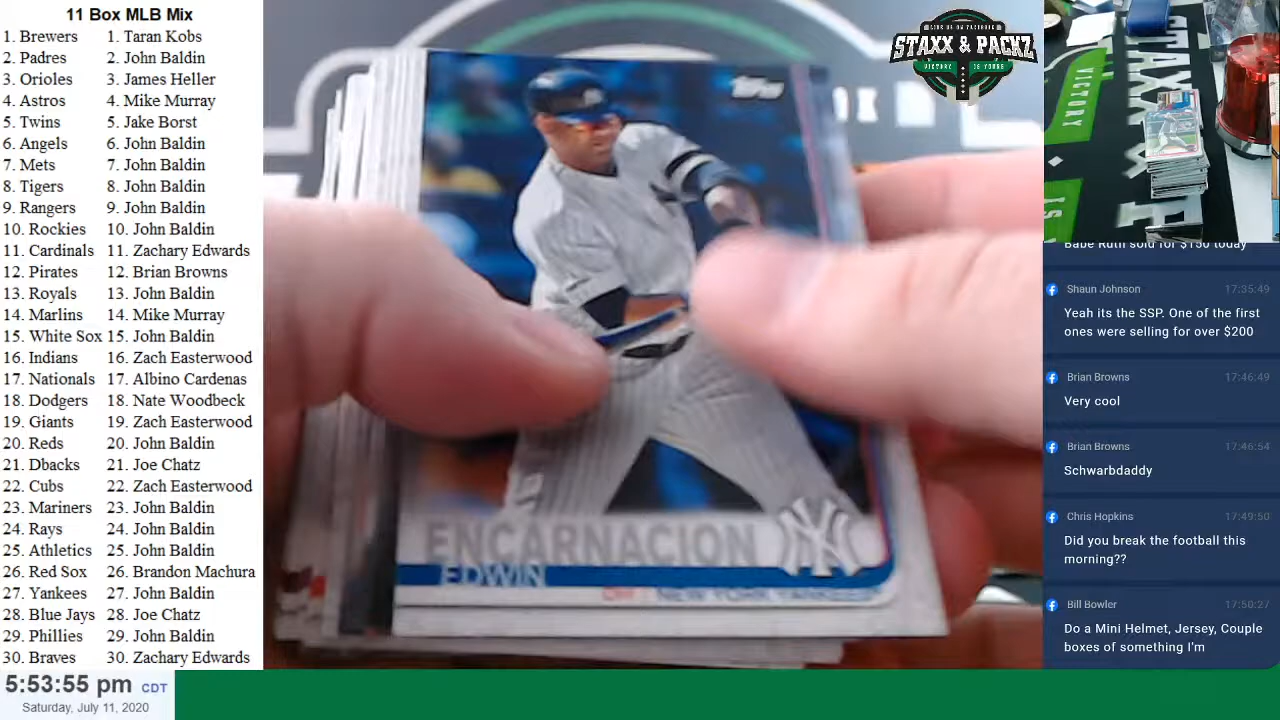 11 Box MLB Mix
1. Brewers 1. Taran Kobs
2. Padres 2. John Baldin
3. Orioles 3. James Heller
4. Astros 4. Mike Murray
5. Twins 5. Jake Borst
6. Angels 6. John Baldin
7. Mets 7. John Baldin
8. Tigers 8. John Baldin
9. Rangers 9. John Baldin
10. Rockies 10. John Baldin
11. Cardinals 11. Zachary Edwards
12. Pirates 12. Brian Browns
13. Royals 13. John Baldin
14. Marlins 14. Mike Murray
15. White Sox 15. John Baldin
16. Indians 16. Zach Easterwood
17. Nationals 17. Albino Cardenas
18. Dodgers 18. Nate Woodbeck
19. Giants 19. Zach Easterwood
20. Reds 20. John Baldin
21. Dbacks 21. Joe Chatz
22. Cubs 22. Zach Easterwood
23. Mariners 23. John Baldin
24. Rays 24. John Baldin
25. Athletics 25. John Baldin
26. Red Sox 26. Brandon Machura
27. Yankees 27. John Baldin
28. Blue Jays 28. Joe Chatz
29. Phillies 29. John Baldin
30. Braves 30. Zachary Edwards
5:53:55 pm CDT
Saturday, July 11, 2020
Topps
ENCARNACION
EDWIN
NEW YORK YANKEES
NY
LIKE US ON FACEBOOK
STAXX & PACKZ
VICTORY IS YOURS
VICTORY
STAXX
IS
Babe Ruth sold for $150 today
Shaun Johnson 17:35:49
Yeah its the SSP. One of the first
ones were selling for over $200
Brian Browns 17:46:49
Very cool
Brian Browns 17:46:54
Schwarbdaddy
Chris Hopkins 17:49:50
Did you break the football this
morning??
Bill Bowler 17:50:27
Do a Mini Helmet, Jersey, Couple
boxes of something I'm